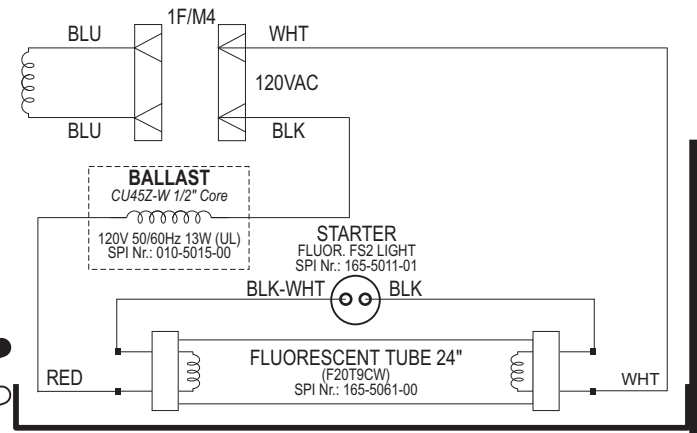 1F/M4
BLU
WHT
120VAC
BLU
BLK
BALLAST
CU45Z-W 1/2" Core
120V 50/60Hz 13W (UL)
SPI Nr.: 010-5015-00
STARTER
FLUOR. FS2 LIGHT
SPI Nr.: 165-5011-01
BLK-WHT
BLK
FLUORESCENT TUBE 24"
(F20T9CW)
SPI Nr.: 165-5061-00
RED
WHT